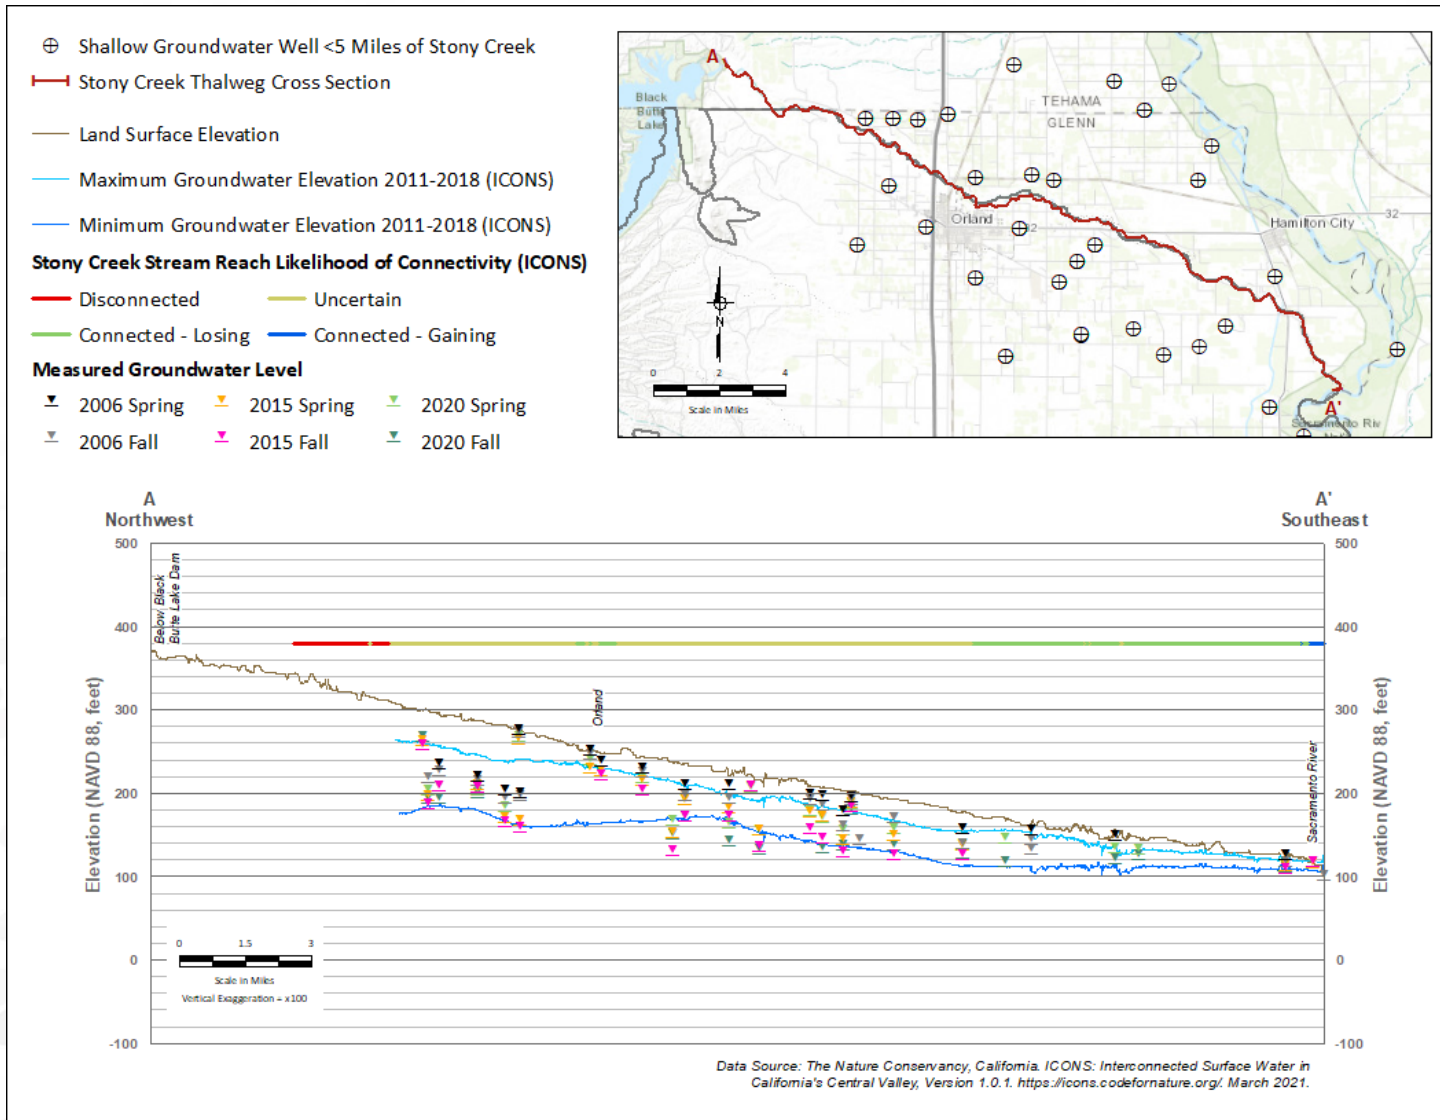 Shallow Groundwater Well <5 Miles of Stony Creek
Stony Creek Thalweg Cross Section
Land Surface Elevation
Maximum Groundwater Elevation 2011-2018 (ICONS)
Minimum Groundwater Elevation 2011-2018 (ICONS)
Stony Creek Stream Reach Likelihood of Connectivity (ICONS)
Disconnected
Uncertain
Connected - Losing
Connected - Gaining
Measured Groundwater Level
2006 Spring
2015 Spring
2020 Spring
2006 Fall
2015 Fall
2020 Fall
A
Black
Butte
Lake
TEHAMA
GLENN
Orland
32
Hamilton City
32
N
0 2 4
Scale in Miles
A'
Sacramento Riv
A
Northwest
A'
Southeast
500
400
300
200
100
0
-100
Elevation (NAVD 88, feet)
Below Black
Butte Lake Dam
Orland
Sacramento River
500
400
300
200
100
0
-100
Elevation (NAVD 88, feet)
0 1.5 3
Scale in Miles
Vertical Exaggeration = x100
Data Source: The Nature Conservancy, California. ICONS: Interconnected Surface Water in
California's Central Valley, Version 1.0.1. https://icons.codefornature.org/. March 2021.